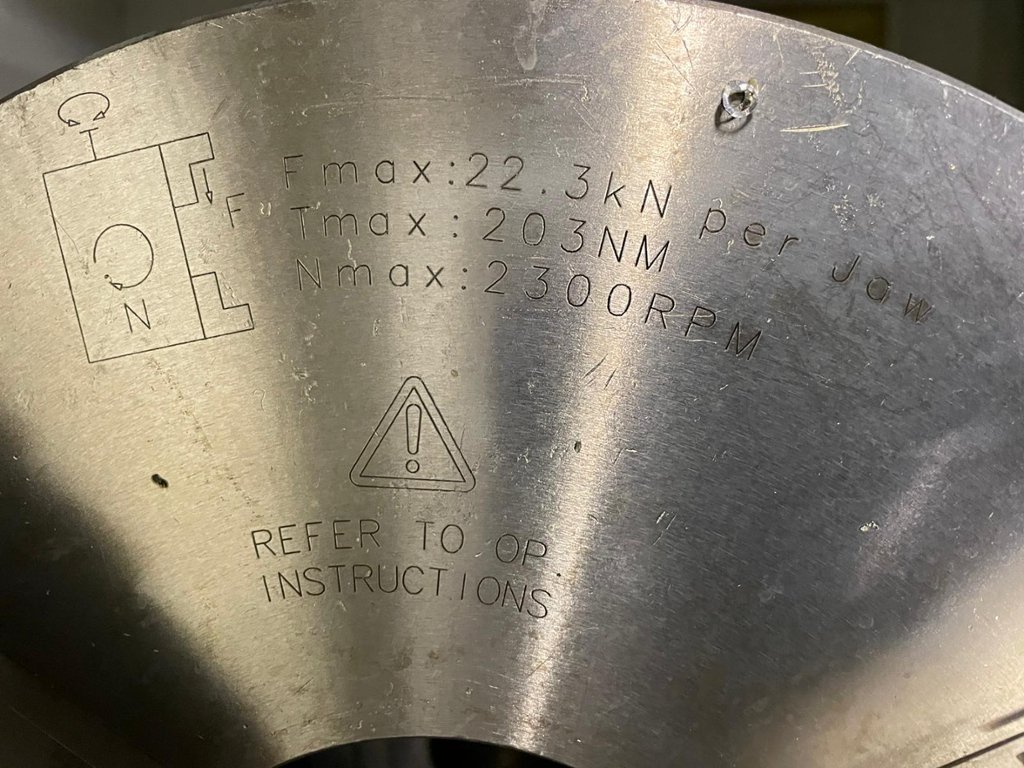 Fmax:22.3kN per Jaw
Tmax:203NM
Nmax:2300RPM
T
F
N
REFER TO OP.
INSTRUCTIONS